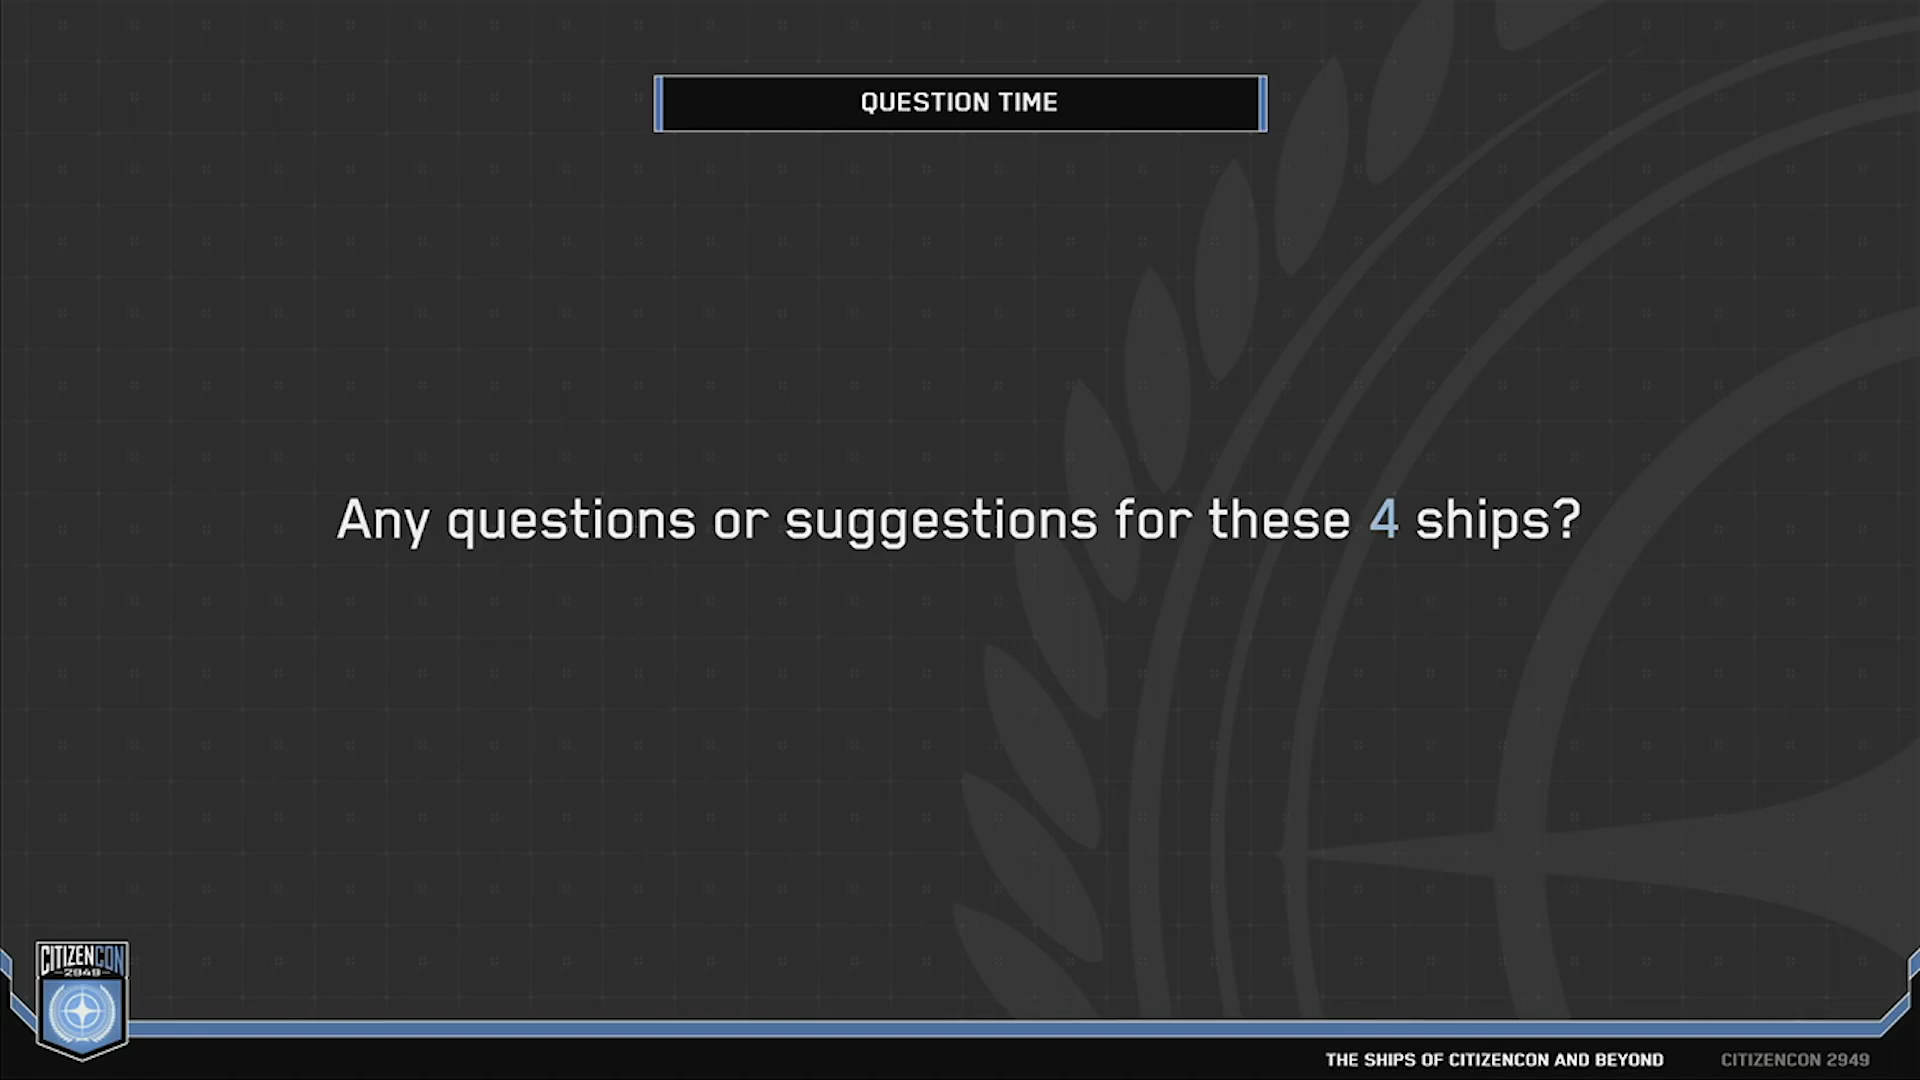 QUESTION TIME
Any questions or suggestions for these 4 ships?
CITIZENCON
2949
THE SHIPS OF CITIZENCON AND BEYOND
CITIZENCON 2949